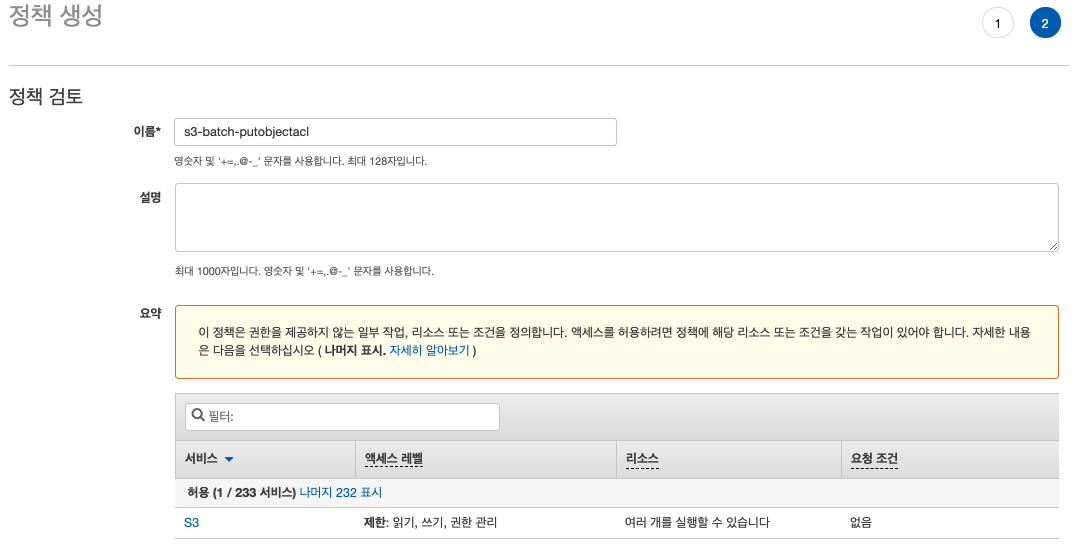 정책 생성
1
2
정책 검토
이름*
s3-batch-putobjectacl
영숫자 및 '+=,.@-_' 문자를 사용합니다. 최대 128자입니다.
설명
최대 1000자입니다. 영숫자 및 '+=,.@-_' 문자를 사용합니다.
요약
이 정책은 권한을 제공하지 않는 일부 작업, 리소스 또는 조건을 정의합니다. 액세스를 허용하려면 정책에 해당 리소스 또는 조건을 갖는 작업이 있어야 합니다. 자세한 내용
은 다음을 선택하십시오 ( 나머지 표시. 자세히 알아보기 )
필터:
서비스 액세스 레벨 리소스 요청 조건
허용 (1 / 233 서비스) 나머지 232 표시
S3 제한: 읽기, 쓰기, 권한 관리 여러 개를 실행할 수 있습니다 없음